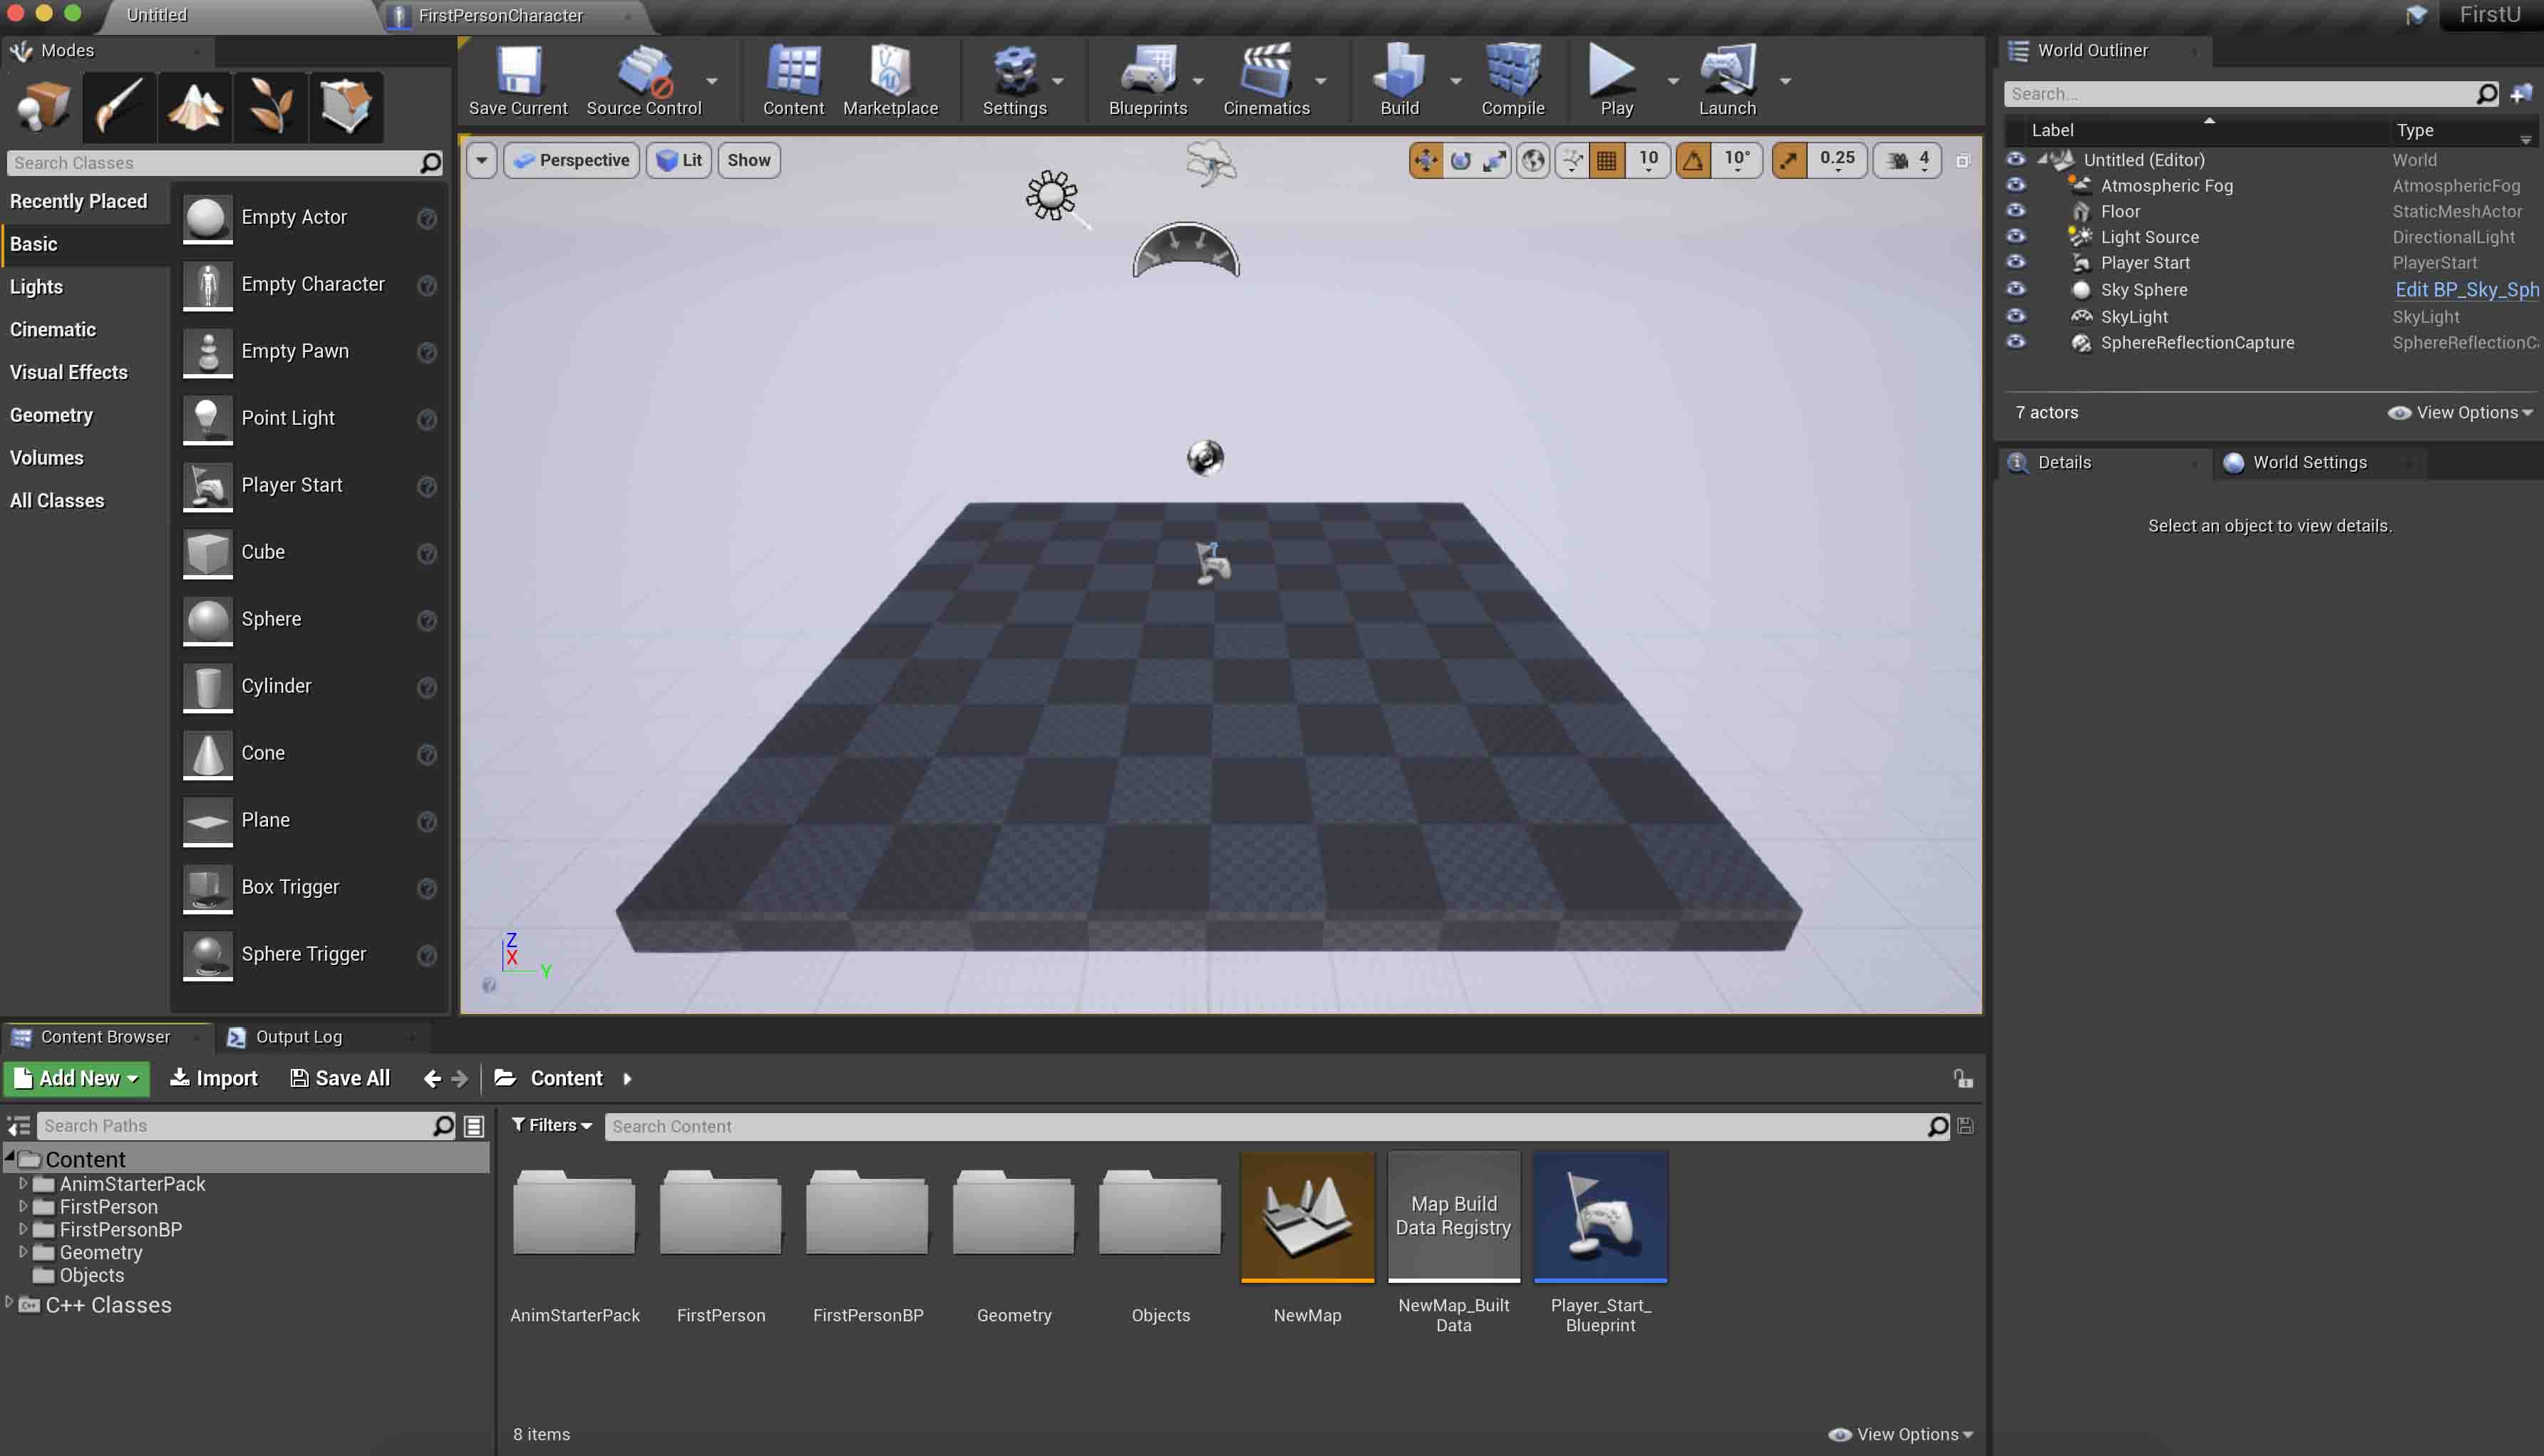 Untitled
FirstPersonCharacter
FirstU
Modes
Search Classes
Recently Placed
Basic
Lights
Cinematic
Visual Effects
Geometry
Volumes
All Classes
Empty Actor
Empty Character
Empty Pawn
Point Light
Player Start
Cube
Sphere
Cylinder
Cone
Plane
Box Trigger
Sphere Trigger
Save Current
Source Control
Content
Marketplace
Settings
Blueprints
Cinematics
Build
Compile
Play
Launch
Perspective
Lit
Show
10
10°
0.25
4
Z
X
Y
World Outliner
Search...
Label Type
Untitled (Editor) World
Atmospheric Fog AtmosphericFog
Floor StaticMeshActor
Light Source DirectionalLight
Player Start PlayerStart
Sky Sphere Edit BP_Sky_Sph
SkyLight SkyLight
SphereReflectionCapture SphereReflectionC
7 actors
View Options
Details
World Settings
Select an object to view details.
Content Browser
Output Log
Add New
Import
Save All
Content
Search Paths
Content
AnimStarterPack
FirstPerson
FirstPersonBP
Geometry
Objects
C++ Classes
Filters
Search Content
Map Build
Data Registry
AnimStarterPack
FirstPerson
FirstPersonBP
Geometry
Objects
NewMap
NewMap_Built
Data
Player_Start_
Blueprint
8 items
View Options